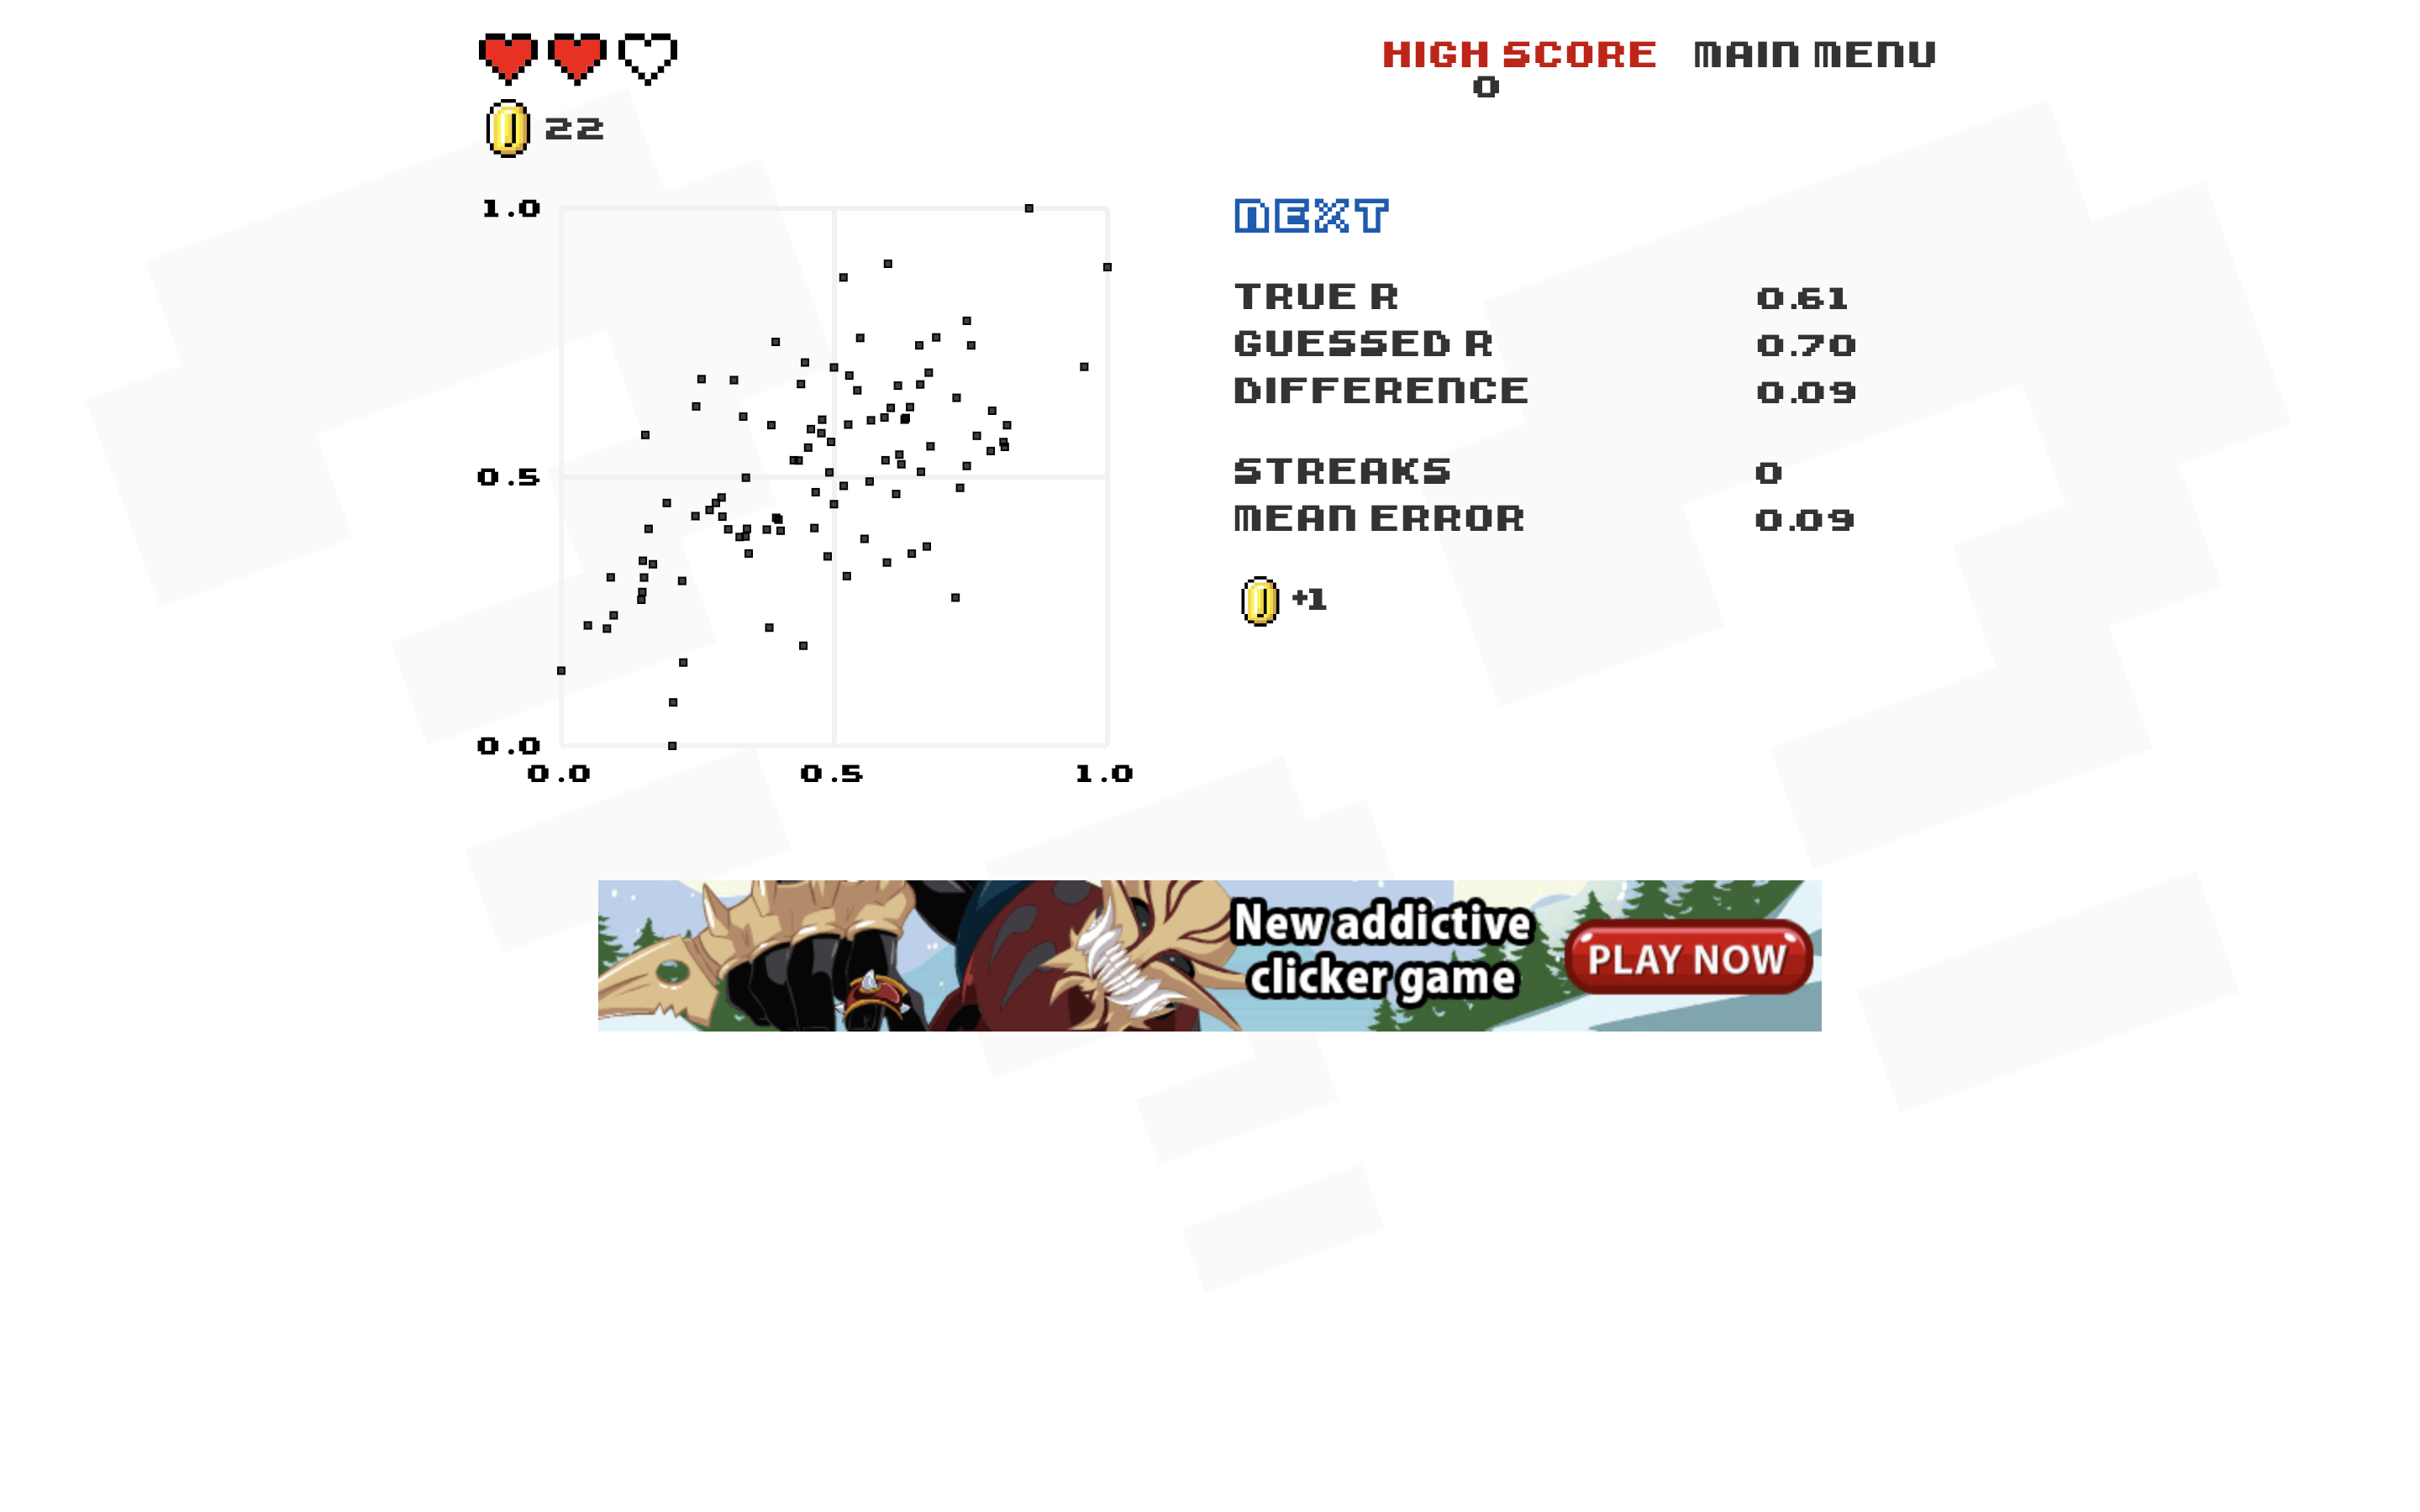 HIGH SCORE
0
MAIN MENU
22
1.0
0.5
0.0
0.0 0.5 1.0
NEXT
TRUE R 0.61
GUESSED R 0.70
DIFFERENCE 0.09
STREAKS 0
MEAN ERROR 0.09
+1
New addictive
clicker game
PLAY NOW